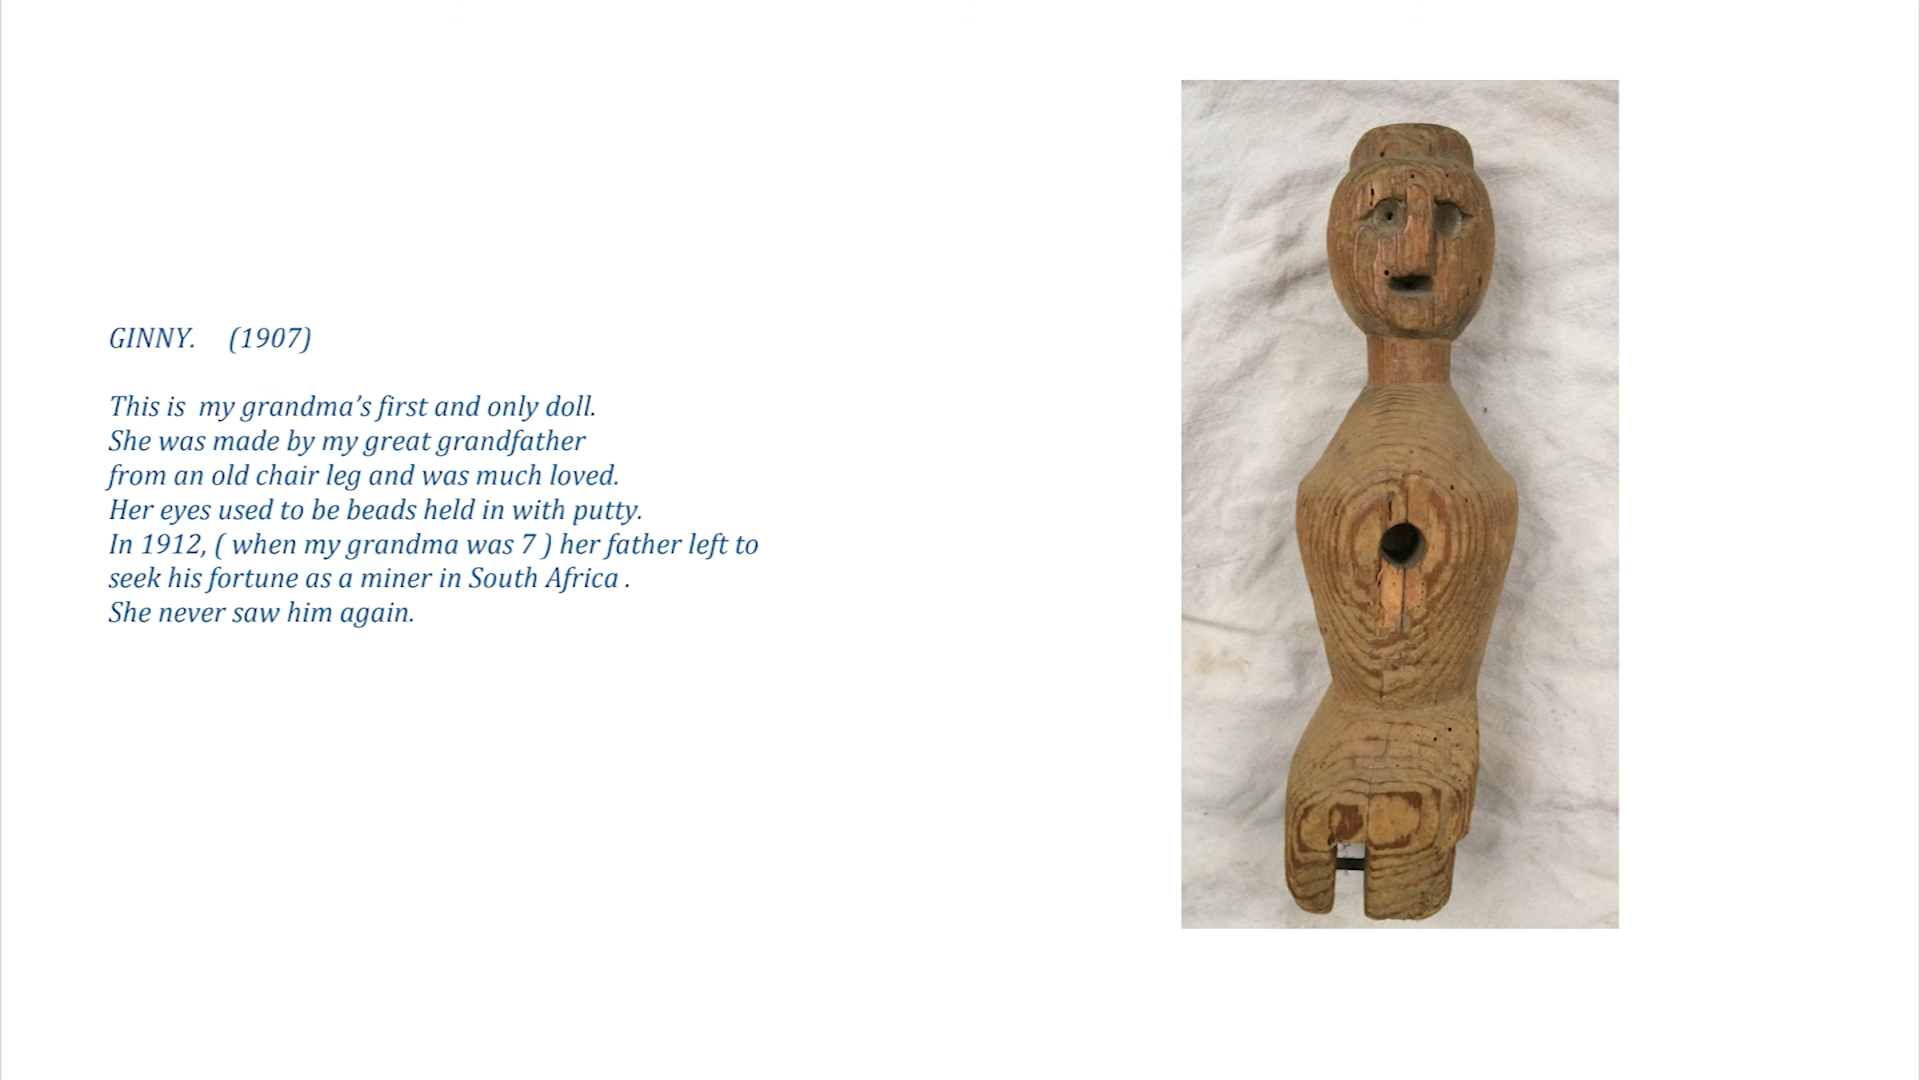 GINNY. (1907)
This is my grandma's first and only doll.
She was made by my great grandfather
from an old chair leg and was much loved.
Her eyes used to be beads held in with putty.
In 1912, ( when my grandma was 7 ) her father left to
seek his fortune as a miner in South Africa .
She never saw him again.